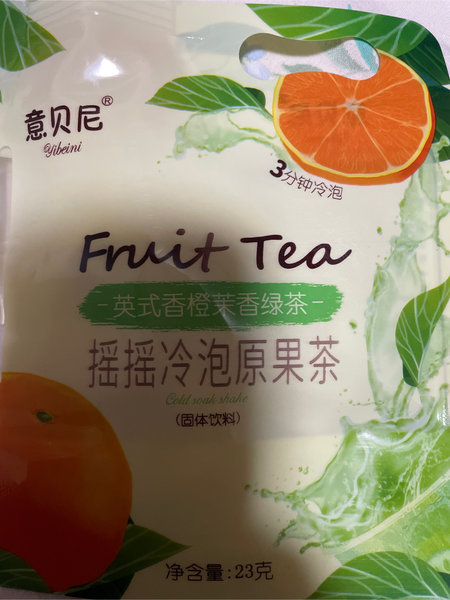 意贝尼®
Yibeini
3分钟冷泡
Fruit Tea
-英式香橙茉香绿茶-
摇摇冷泡原果茶
Cold soak shake
(固体饮料)
净含量:23克